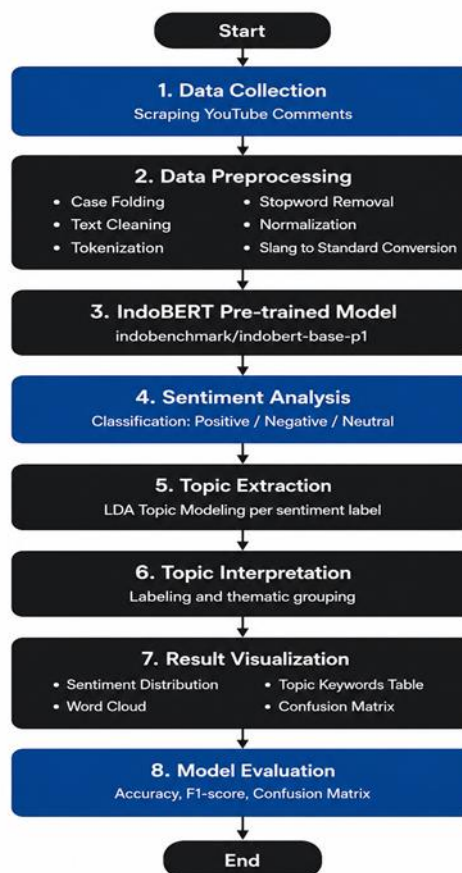 Start
1. Data Collection
Scraping YouTube Comments
2. Data Preprocessing
• Case Folding
• Text Cleaning
• Tokenization
• Stopword Removal
• Normalization
• Slang to Standard Conversion
3. IndoBERT Pre-trained Model
indobenchmark/indobert-base-p1
4. Sentiment Analysis
Classification: Positive / Negative / Neutral
5. Topic Extraction
LDA Topic Modeling per sentiment label
6. Topic Interpretation
Labeling and thematic grouping
7. Result Visualization
• Sentiment Distribution
• Word Cloud
• Topic Keywords Table
• Confusion Matrix
8. Model Evaluation
Accuracy, F1-score, Confusion Matrix
End